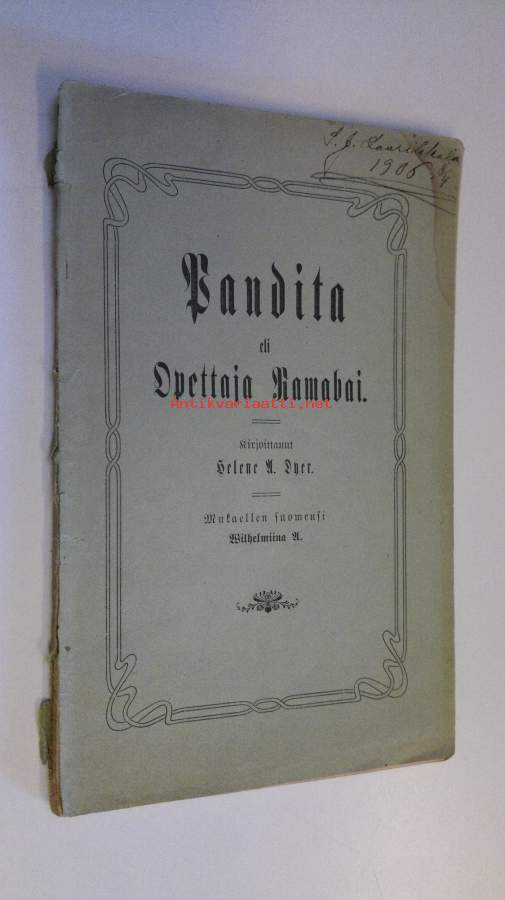 1906
Pandita
eli
Opettaja Ramabai.
Antikvariaatti.net
Kirjoittanut
Helene A. Dyer.
Mukaellen suomensi
Wilhelmiina A.